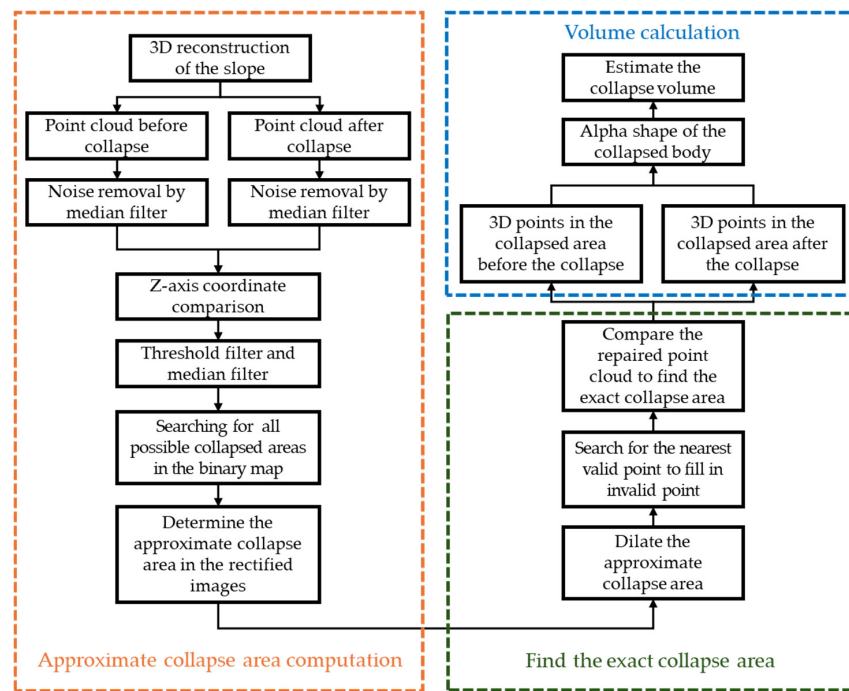 3D reconstruction
of the slope
Point cloud before
collapse
Point cloud after
collapse
Noise removal by
median filter
Noise removal by
median filter
Z-axis coordinate
comparison
Threshold filter and
median filter
Searching for all
possible collapsed areas
in the binary map
Determine the
approximate collapse
area in the rectified
images
Approximate collapse area computation
Volume calculation
Estimate the
collapse volume
Alpha shape of the
collapsed body
3D points in the
collapsed area
before the collapse
3D points in the
collapsed area after
the collapse
Compare the
repaired point
cloud to find the
exact collapse area
Search for the nearest
valid point to fill in
invalid point
Dilate the
approximate
collapse area
Find the exact collapse area